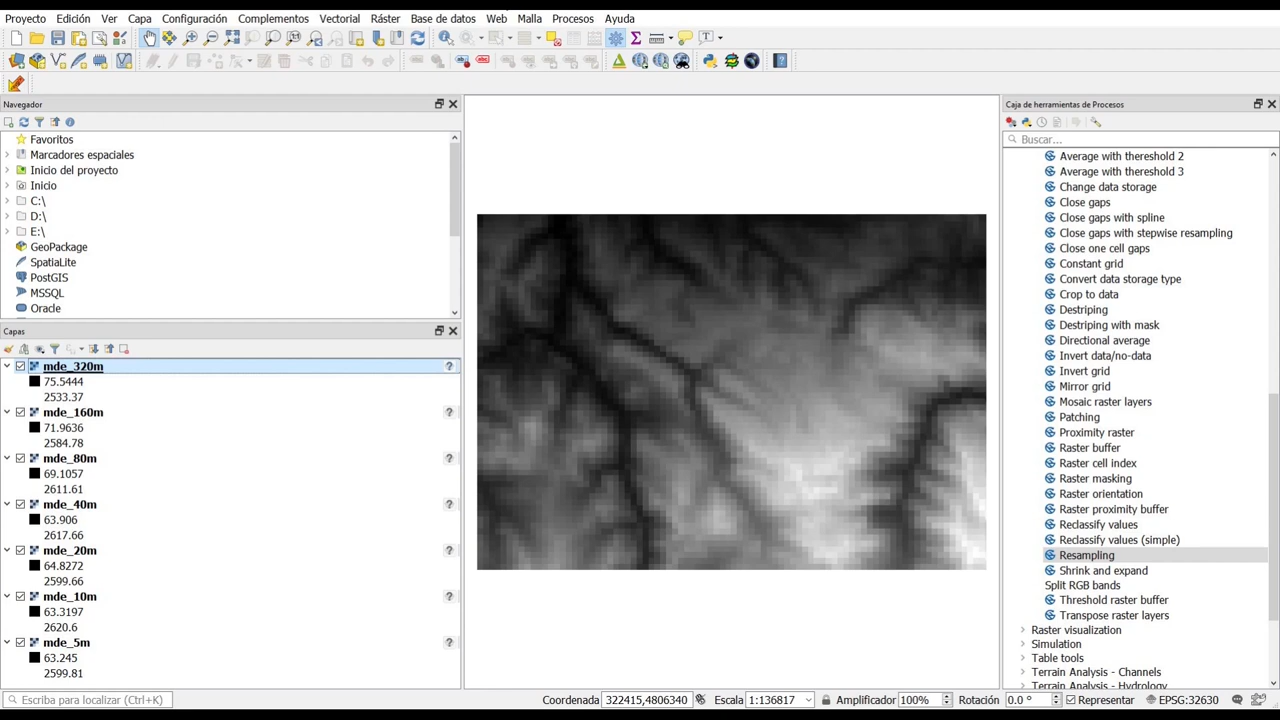 Proyecto Edición Ver Capa Configuración Complementos Vectorial Ráster Base de datos Web Malla Procesos Ayuda
Navegador
Favoritos
Marcadores espaciales
Inicio del proyecto
Inicio
C:\
D:\
E:\
GeoPackage
SpatiaLite
PostGIS
MSSQL
Oracle
Capas
mde_320m
75.5444
2533.37
mde_160m
71.9636
2584.78
mde_80m
69.1057
2611.61
mde_40m
63.906
2617.66
mde_20m
64.8272
2599.66
mde_10m
63.3197
2620.6
mde_5m
63.245
2599.81
Caja de herramientas de Procesos
Buscar...
Average with thereshold 2
Average with thereshold 3
Change data storage
Close gaps
Close gaps with spline
Close gaps with stepwise resampling
Close one cell gaps
Constant grid
Convert data storage type
Crop to data
Destriping
Destriping with mask
Directional average
Invert data/no-data
Invert grid
Mirror grid
Mosaic raster layers
Patching
Proximity raster
Raster buffer
Raster cell index
Raster masking
Raster orientation
Raster proximity buffer
Reclassify values
Reclassify values (simple)
Resampling
Shrink and expand
Split RGB bands
Threshold raster buffer
Transpose raster layers
Raster visualization
Simulation
Table tools
Terrain Analysis - Channels
Terrain Analysis - Hydrology
Escriba para localizar (Ctrl+K) Coordenada 322415,4806340 Escala 1:136817 Amplificador 100% Rotación 0.0 ° Representar EPSG:32630